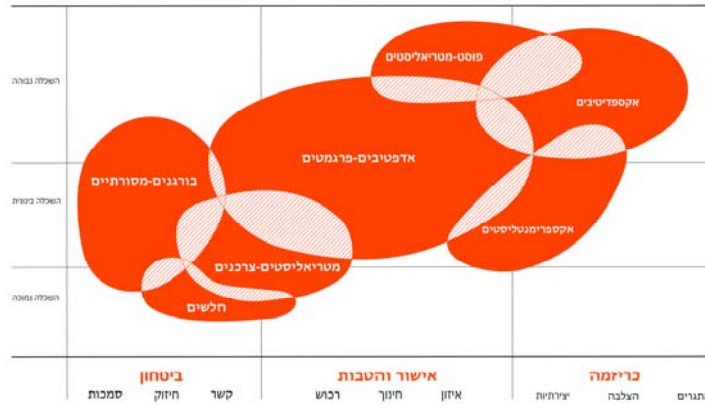 השכלה גבוהה
השכלה בינונית
השכלה נמוכה
פוסט-מטריאליסטים
אקספדיטיבים
אדפטיבים-פרגמטים
בורגנים-מסורתיים
אקספרימנטליסטים
מטריאליסטים-צרכנים
חלשים
ביטחון
אישור והטבות
כריזמה
סמכות
חיזוק
קשר
רכוש
חינוך
איזון
יצירתיות
הצלבה